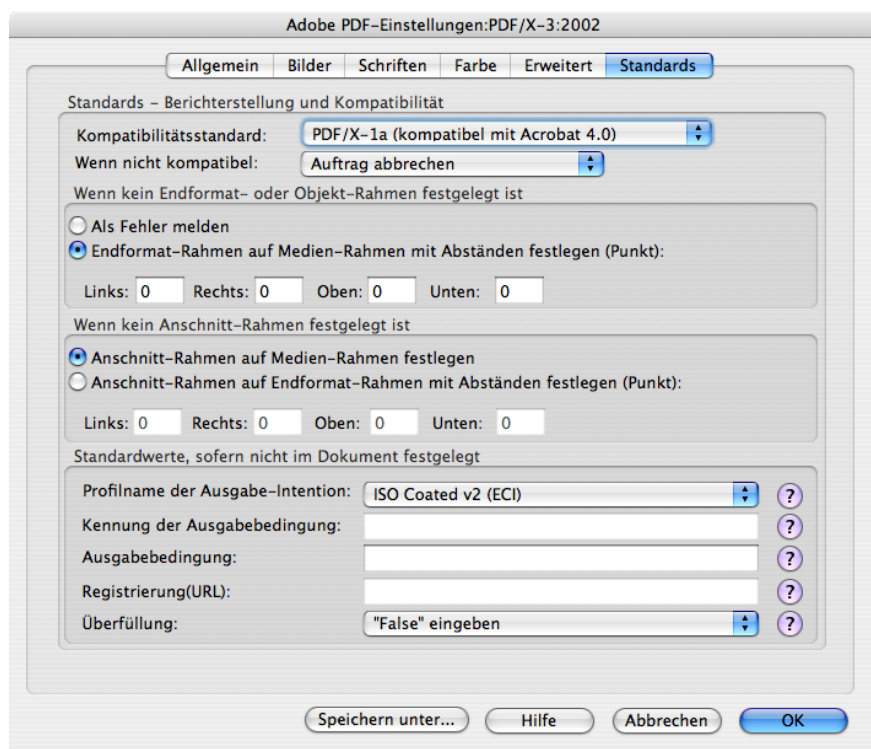 Adobe PDF-Einstellungen:PDF/X-3:2002
Allgemein Bilder Schriften Farbe Erweitert Standards
Standards – Berichterstellung und Kompatibilität
Kompatibilitätsstandard: PDF/X-1a (kompatibel mit Acrobat 4.0)
Wenn nicht kompatibel: Auftrag abbrechen
Wenn kein Endformat- oder Objekt-Rahmen festgelegt ist
Als Fehler melden
Endformat-Rahmen auf Medien-Rahmen mit Abständen festlegen (Punkt):
Links: 0 Rechts: 0 Oben: 0 Unten: 0
Wenn kein Anschnitt-Rahmen festgelegt ist
Anschnitt-Rahmen auf Medien-Rahmen festlegen
Anschnitt-Rahmen auf Endformat-Rahmen mit Abständen festlegen (Punkt):
Links: 0 Rechts: 0 Oben: 0 Unten: 0
Standardwerte, sofern nicht im Dokument festgelegt
Profilname der Ausgabe-Intention: ISO Coated v2 (ECI) ?
Kennung der Ausgabebedingung: ?
Ausgabebedingung: ?
Registrierung(URL): ?
Überfüllung: "False" eingeben ?
Speichern unter... Hilfe Abbrechen OK